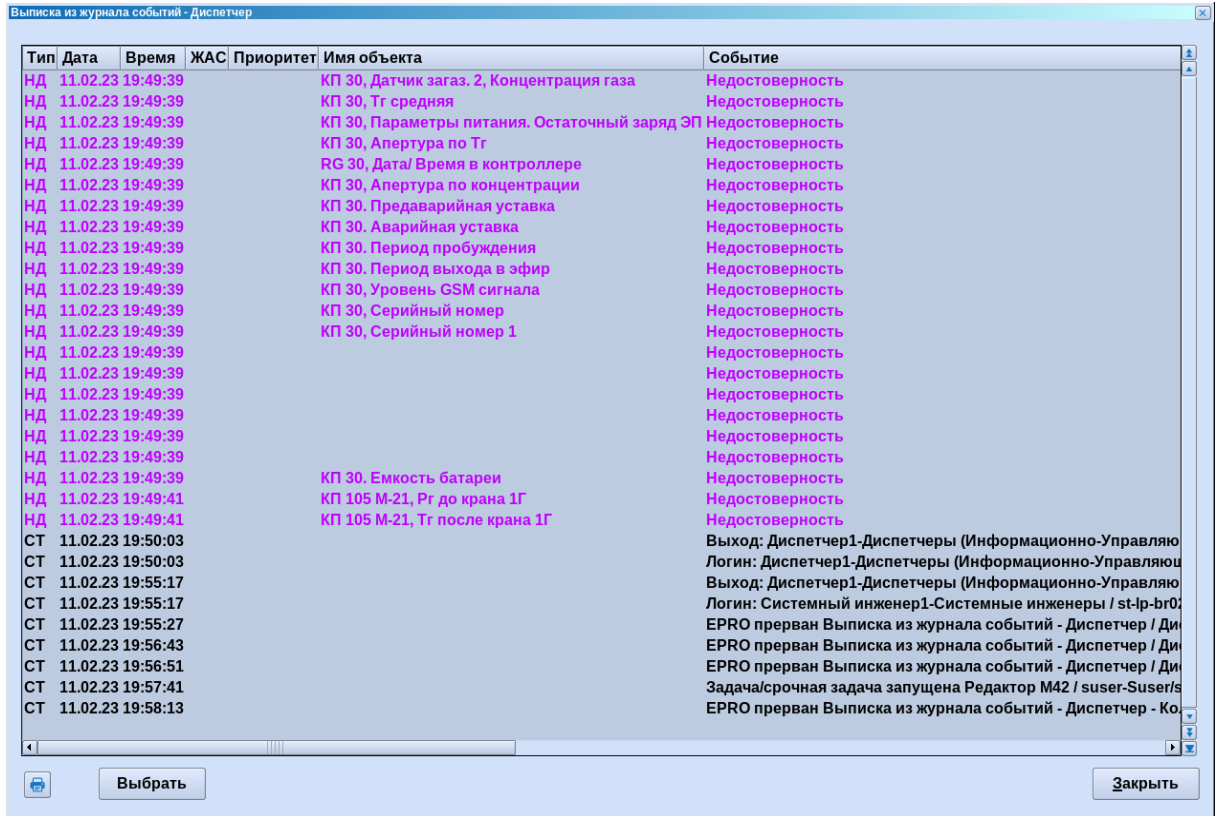 Выписка из журнала событий - Диспетчер
Тип Дата Время ЖАС Приоритет Имя объекта Событие
НД 11.02.23 19:49:39 КП 30, Датчик загаз. 2, Концентрация газа Недостоверность
НД 11.02.23 19:49:39 КП 30, Тг средняя Недостоверность
НД 11.02.23 19:49:39 КП 30, Параметры питания. Остаточный заряд ЭП Недостоверность
НД 11.02.23 19:49:39 КП 30, Апертура по Тг Недостоверность
НД 11.02.23 19:49:39 RG 30, Дата/ Время в контроллере Недостоверность
НД 11.02.23 19:49:39 КП 30, Апертура по концентрации Недостоверность
НД 11.02.23 19:49:39 КП 30. Предаварийная уставка Недостоверность
НД 11.02.23 19:49:39 КП 30. Аварийная уставка Недостоверность
НД 11.02.23 19:49:39 КП 30. Период пробуждения Недостоверность
НД 11.02.23 19:49:39 КП 30. Период выхода в эфир Недостоверность
НД 11.02.23 19:49:39 КП 30, Уровень GSM сигнала Недостоверность
НД 11.02.23 19:49:39 КП 30, Серийный номер Недостоверность
НД 11.02.23 19:49:39 КП 30, Серийный номер 1 Недостоверность
НД 11.02.23 19:49:39 Недостоверность
НД 11.02.23 19:49:39 Недостоверность
НД 11.02.23 19:49:39 Недостоверность
НД 11.02.23 19:49:39 Недостоверность
НД 11.02.23 19:49:39 Недостоверность
НД 11.02.23 19:49:39 Недостоверность
НД 11.02.23 19:49:39 КП 30. Емкость батареи Недостоверность
НД 11.02.23 19:49:41 КП 105 М-21, Рг до крана 1Г Недостоверность
НД 11.02.23 19:49:41 КП 105 М-21, Тг после крана 1Г Недостоверность
СТ 11.02.23 19:50:03 Выход: Диспетчер1-Диспетчеры (Информационно-Управляю
СТ 11.02.23 19:50:03 Логин: Диспетчер1-Диспетчеры (Информационно-Управляющ
СТ 11.02.23 19:55:17 Выход: Диспетчер1-Диспетчеры (Информационно-Управляю
СТ 11.02.23 19:55:17 Логин: Системный инженер1-Системные инженеры / st-lp-br02
СТ 11.02.23 19:55:27 EPRO прерван Выписка из журнала событий - Диспетчер / Ди
СТ 11.02.23 19:56:43 EPRO прерван Выписка из журнала событий - Диспетчер / Ди
СТ 11.02.23 19:56:51 EPRO прерван Выписка из журнала событий - Диспетчер / Ди
СТ 11.02.23 19:57:41 Задача/срочная задача запущена Редактор М42 / suser-Suser/s
СТ 11.02.23 19:58:13 EPRO прерван Выписка из журнала событий - Диспетчер - Ко
Выбрать Закрыть